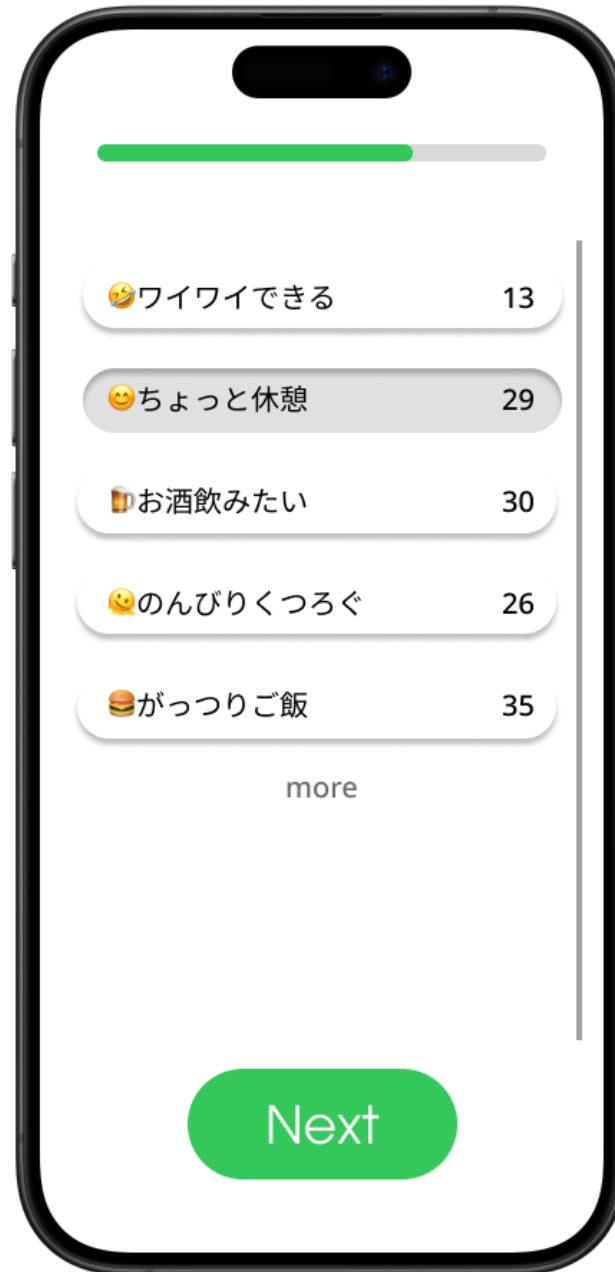 🤣ワイワイできる 13
😊ちょっと休憩 29
🍺お酒飲みたい 30
🫠のんびりくつろぐ 26
🍔がっつりご飯 35
more
Next